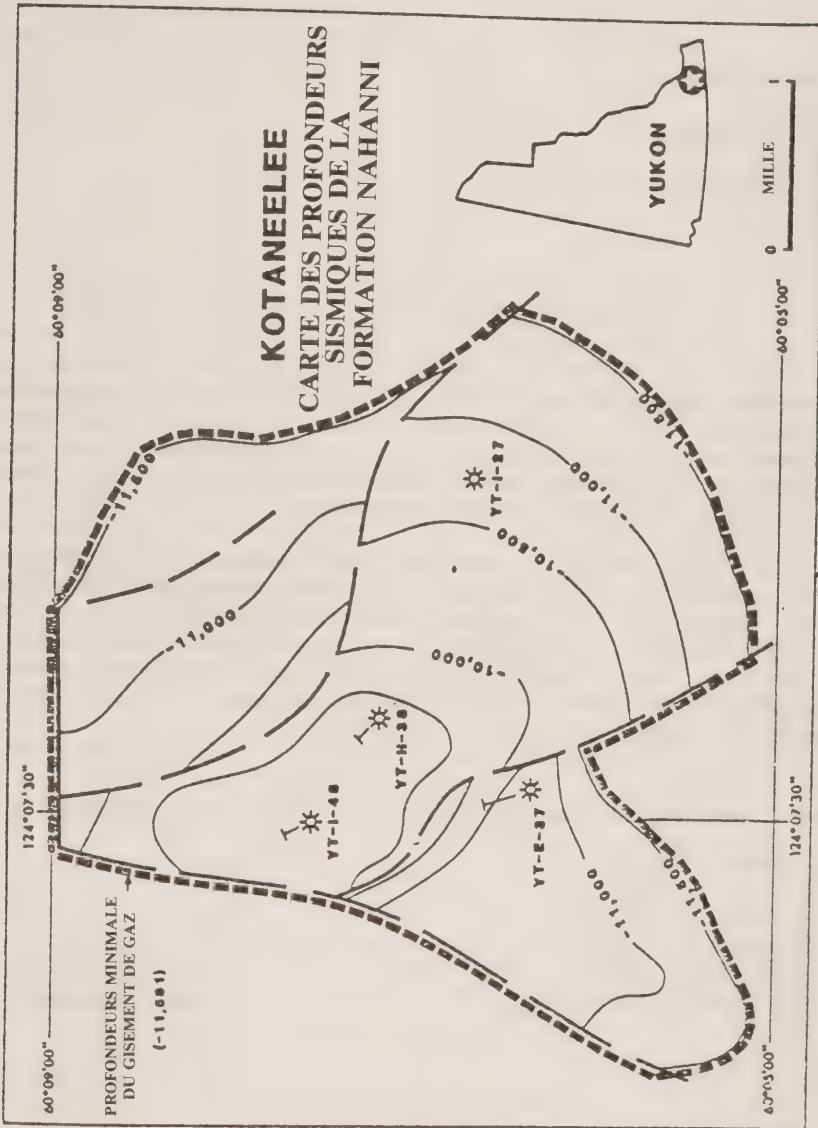 KOTANEELEE
CARTE DES PROFONDEURS
SISMIQUES DE LA
FORMATION NAHANNI
60°09'00"
124°07'30"
60°09'00"
PROFONDEURS MINIMALE
DU GISEMENT DE GAZ
(-11,681)
-11,500
-11,000
-10,000
-10,500
-11,000
-11,500
-11,000
-11,500
YT-I-48
YT-H-38
YT-E-37
YT-I-27
YUKON
0 1
MILLE
60°05'00"
124°07'30"
60°05'00"